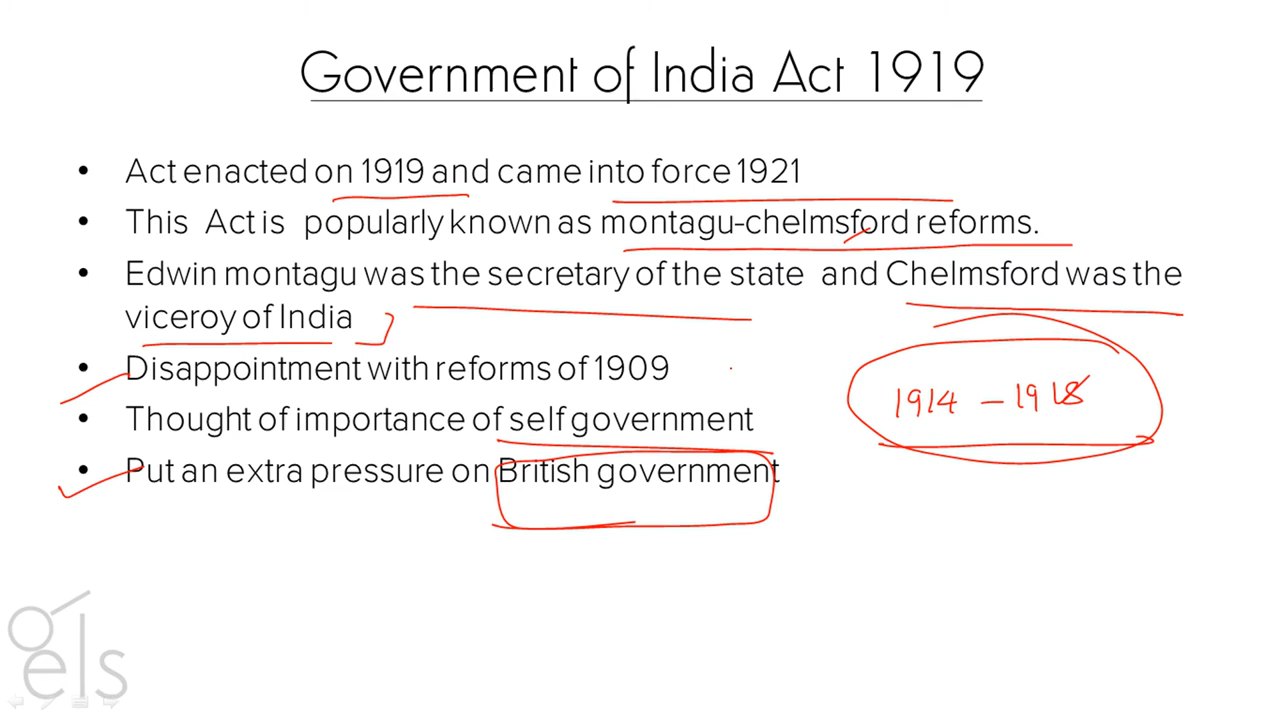 Government of India Act 1919
• Act enacted on 1919 and came into force 1921
• This Act is popularly known as montagu-chelmsford reforms.
• Edwin montagu was the secretary of the state and Chelmsford was the
viceroy of India
• Disappointment with reforms of 1909
1914 – 1918
• Thought of importance of self government
• Put an extra pressure on British government
gels